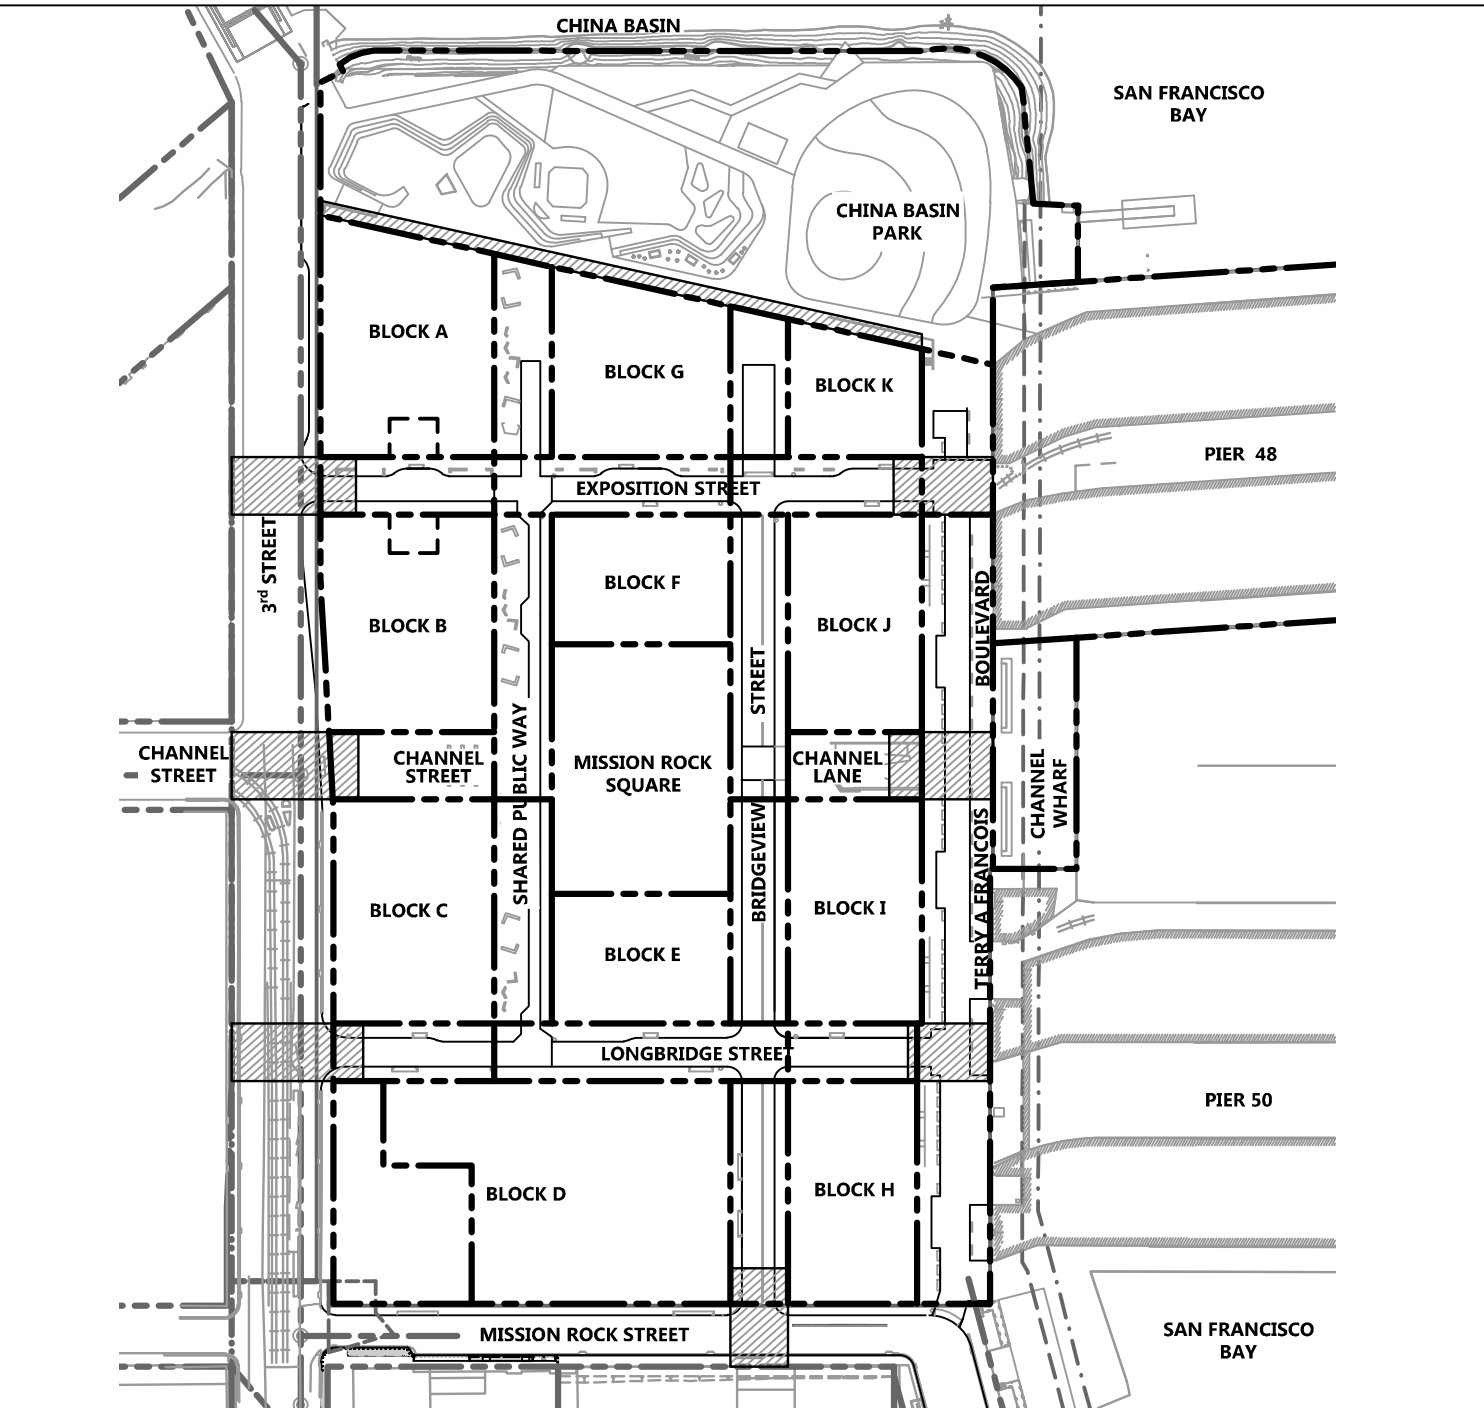 CHINA BASIN
SAN FRANCISCO
BAY
CHINA BASIN
PARK
BLOCK A
BLOCK G
BLOCK K
PIER 48
EXPOSITION STREET
3rd STREET
BLOCK F
BLOCK B
BLOCK J
BOULEVARD
STREET
CHANNEL
STREET
CHANNEL
STREET
SHARED PUBLIC WAY
MISSION ROCK
SQUARE
CHANNEL
LANE
CHANNEL
WHARF
BRIDGEVIEW
TERRY A FRANCOIS
BLOCK C
BLOCK I
BLOCK E
LONGBRIDGE STREET
PIER 50
BLOCK D
BLOCK H
MISSION ROCK STREET
SAN FRANCISCO
BAY